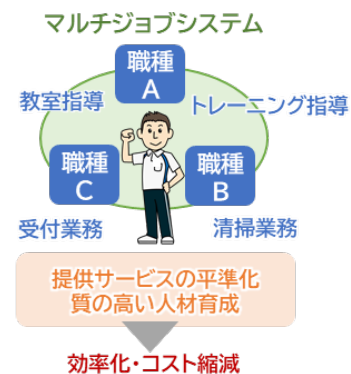 マルチジョブシステム
職種
A
教室指導
トレーニング指導
職種
C
職種
B
受付業務
清掃業務
提供サービスの平準化
質の高い人材育成
効率化・コスト縮減